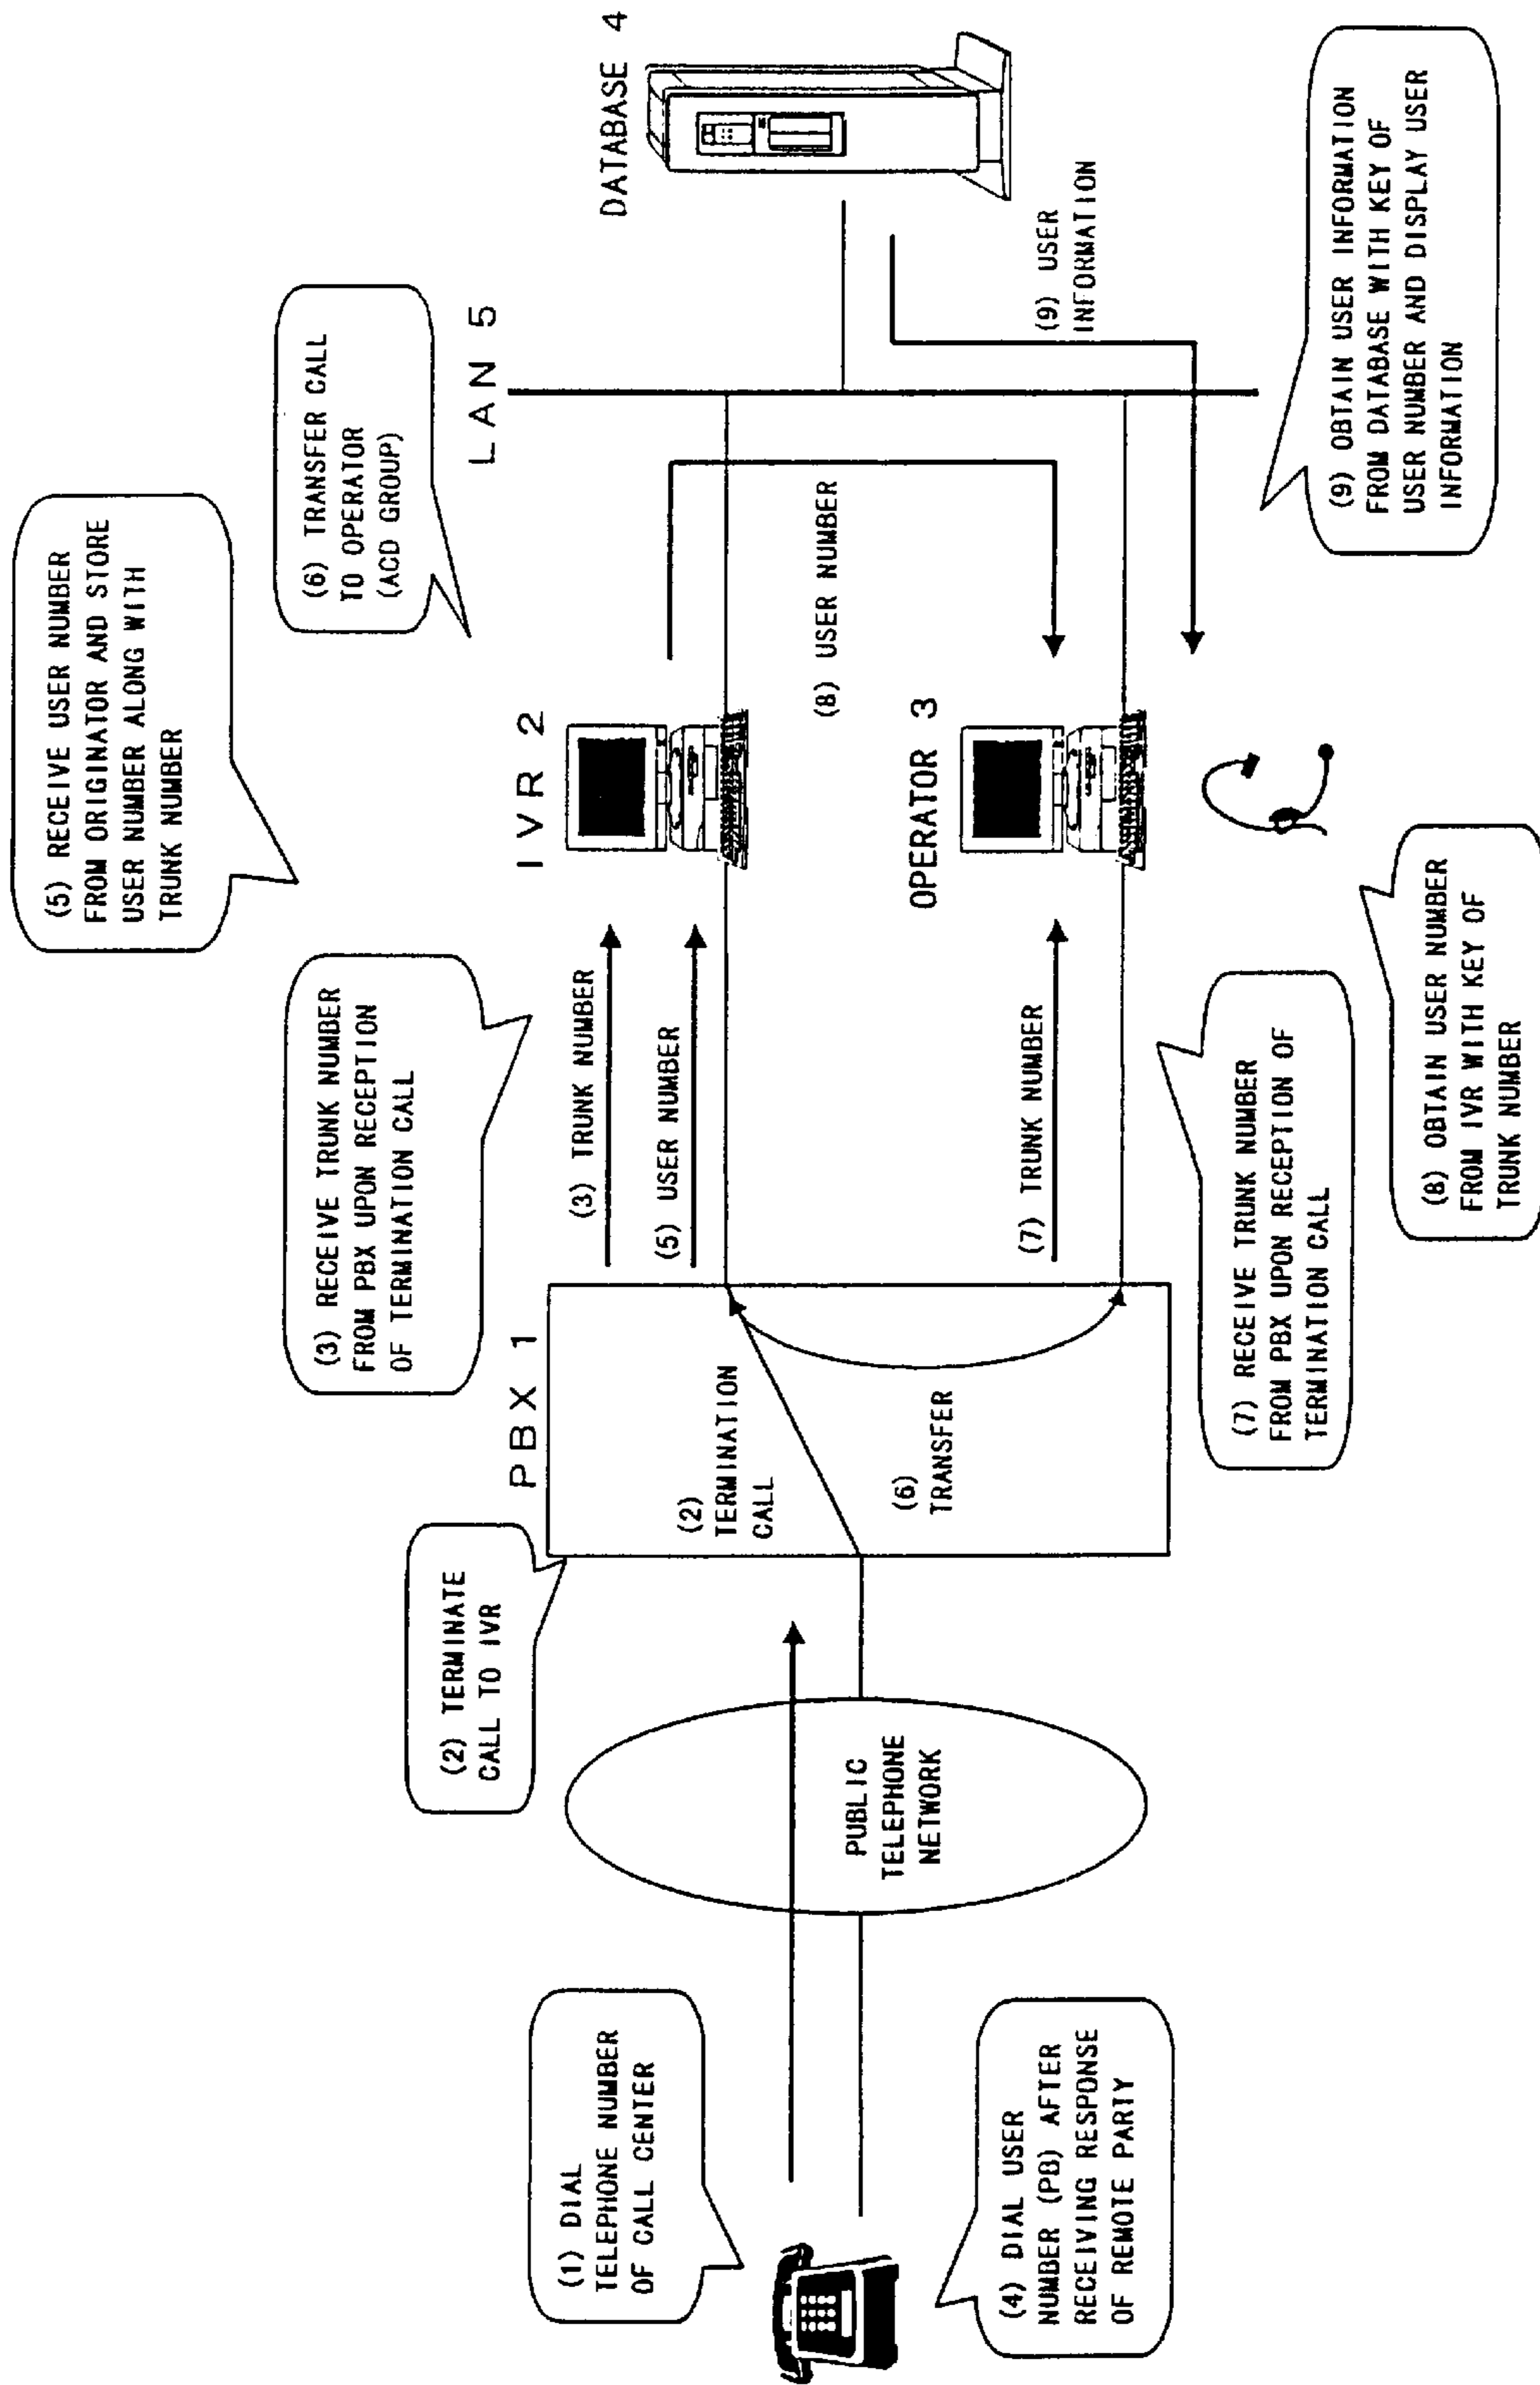 (1) DIAL
TELEPHONE NUMBER
OF CALL CENTER
(4) DIAL USER
NUMBER (PB) AFTER
RECEIVING RESPONSE
OF REMOTE PARTY
PUBLIC
TELEPHONE
NETWORK
(2) TERMINATE
CALL TO IVR
PBX 1
(2)
TERMINATION
CALL
(6)
TRANSFER
(3) RECEIVE TRUNK NUMBER
FROM PBX UPON RECEPTION
OF TERMINATION CALL
(3) TRUNK NUMBER
(5) USER NUMBER
(7) TRUNK NUMBER
(7) RECEIVE TRUNK NUMBER
FROM PBX UPON RECEPTION OF
TERMINATION CALL
(5) RECEIVE USER NUMBER
FROM ORIGINATOR AND STORE
USER NUMBER ALONG WITH
TRUNK NUMBER
IVR 2
OPERATOR 3
(8) OBTAIN USER NUMBER
FROM IVR WITH KEY OF
TRUNK NUMBER
(6) TRANSFER CALL
TO OPERATOR
(ACD GROUP)
(8) USER NUMBER
LAN 5
DATABASE 4
(9) USER
INFORMATION
(9) OBTAIN USER INFORMATION
FROM DATABASE WITH KEY OF
USER NUMBER AND DISPLAY USER
INFORMATION